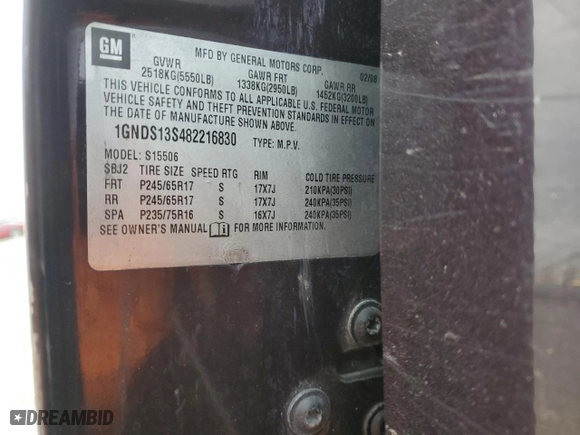 GM
MFD BY GENERAL MOTORS CORP. 02/08
GVWR GAWR FRT GAWR RR
2518KG(5550LB) 1338KG(2950LB) 1452KG(3200LB)
THIS VEHICLE CONFORMS TO ALL APPLICABLE U.S. FEDERAL MOTOR
VEHICLE SAFETY AND THEFT PREVENTION STANDARDS IN EFFECT ON
THE DATE OF MANUFACTURE SHOWN ABOVE.
1GNDS13S482216830 TYPE: M.P.V.
MODEL: S15506
SBJ2 TIRE SIZE SPEED RTG RIM COLD TIRE PRESSURE
FRT P245/65R17 S 17X7J 210KPA(30PSI)
RR P245/65R17 S 17X7J 240KPA(35PSI)
SPA P235/75R16 S 16X7J 240KPA(35PSI)
SEE OWNER'S MANUAL FOR MORE INFORMATION.
DREAMBID